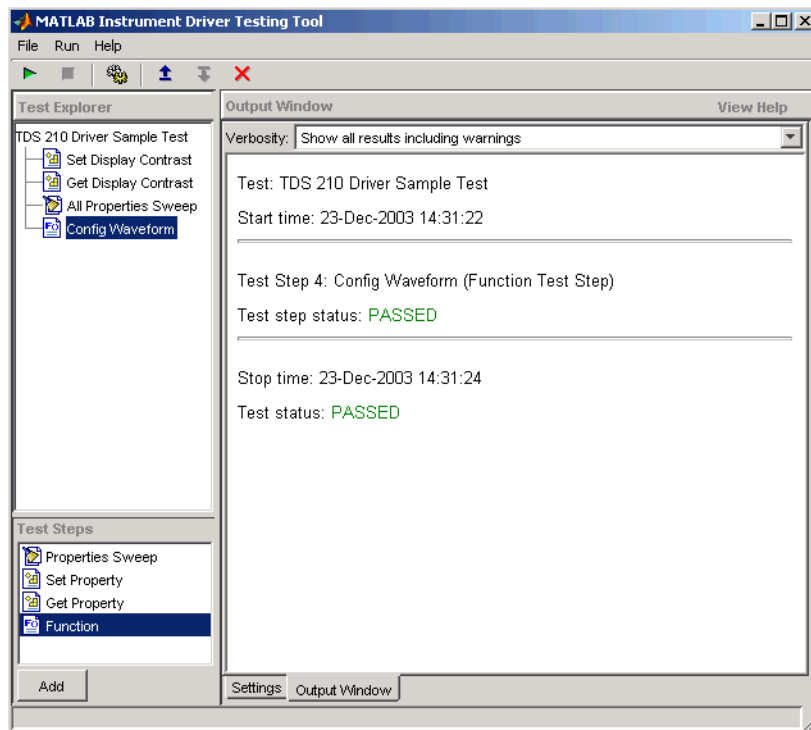 MATLAB Instrument Driver Testing Tool
File Run Help
Test Explorer
TDS 210 Driver Sample Test
Set Display Contrast
Get Display Contrast
All Properties Sweep
Config Waveform
Test Steps
Properties Sweep
Set Property
Get Property
Function
Add
Output Window View Help
Verbosity: Show all results including warnings
Test: TDS 210 Driver Sample Test
Start time: 23-Dec-2003 14:31:22
Test Step 4: Config Waveform (Function Test Step)
Test step status: PASSED
Stop time: 23-Dec-2003 14:31:24
Test status: PASSED
Settings Output Window